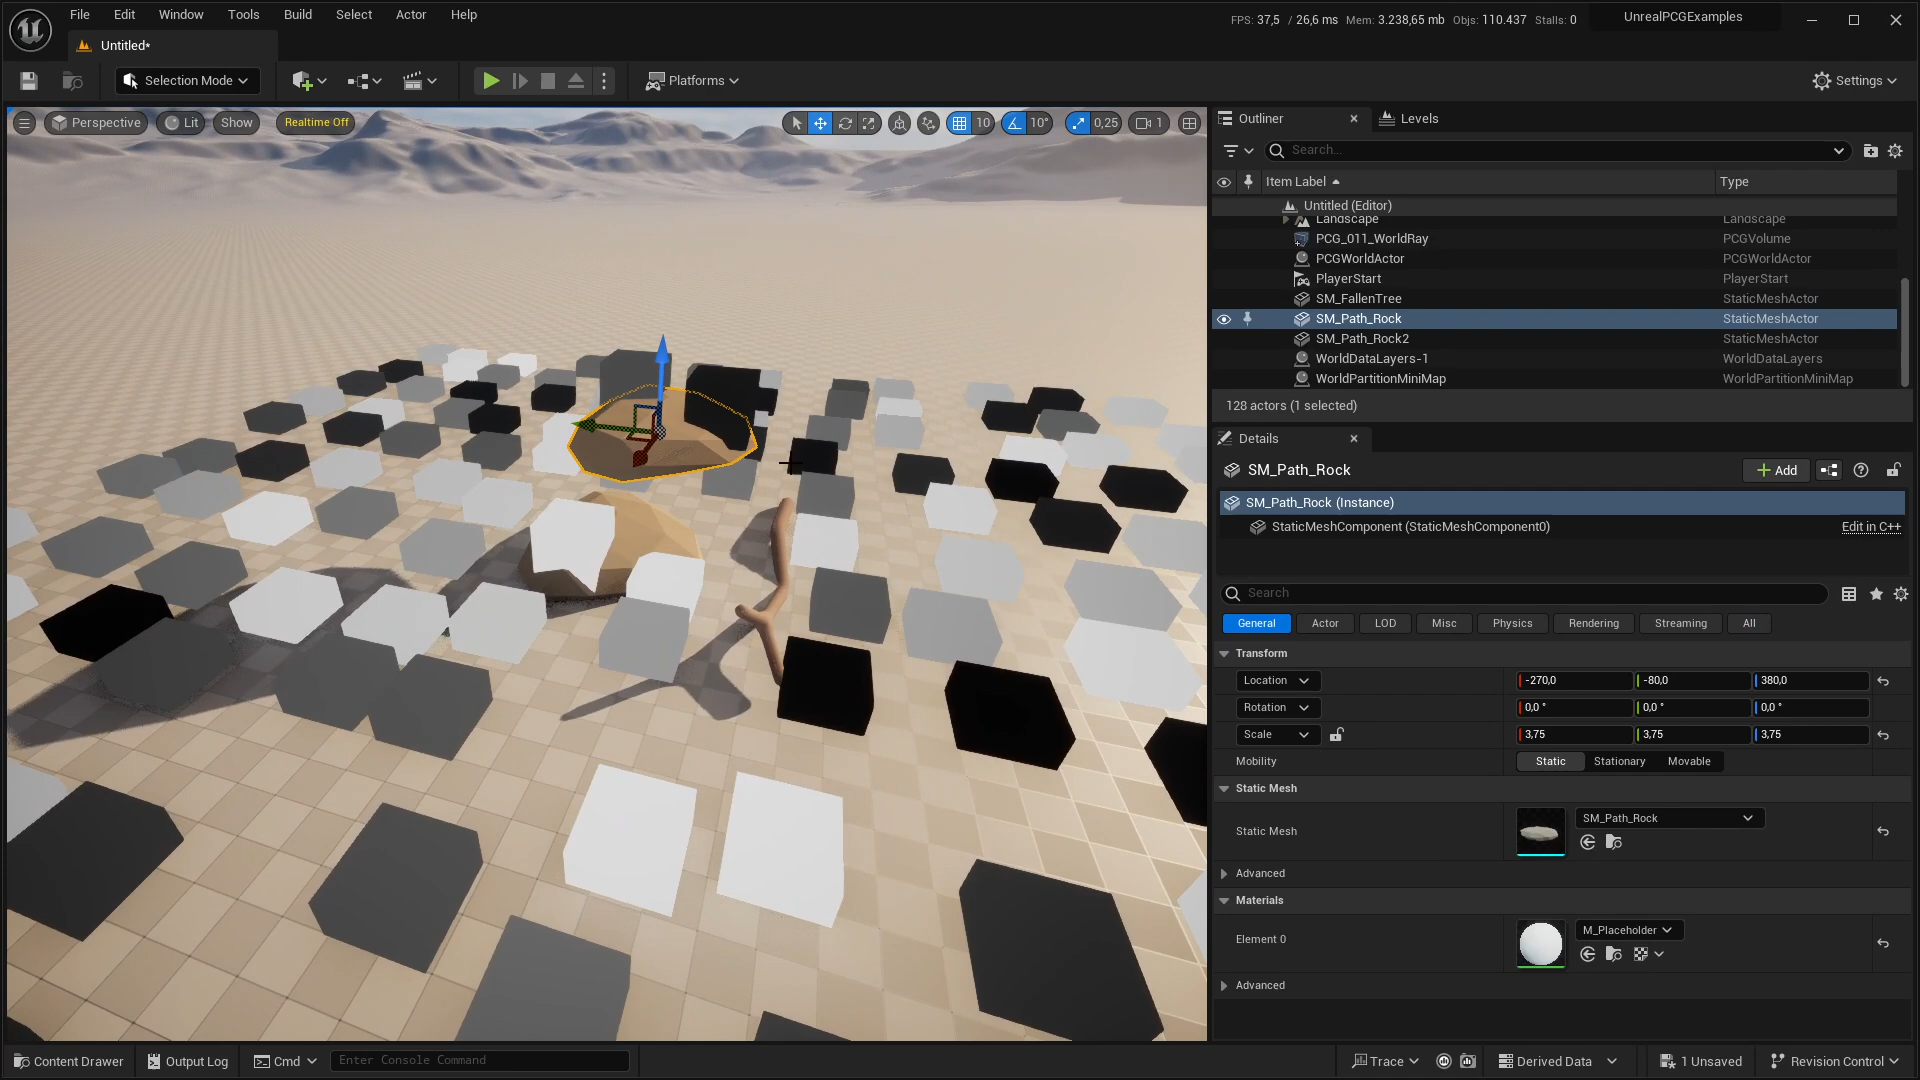 File Edit Window Tools Build Select Actor Help
FPS: 37,5 / 26,6 ms Mem: 3.238,65 mb Objs: 110.437 Stalls: 0
UnrealPCGExamples
Untitled*
Selection Mode
Platforms
Settings
Perspective Lit Show Realtime Off
10 10° 0,25 1
Outliner Levels
Search...
Item Label Type
Untitled (Editor)
Landscape Landscape
PCG_011_WorldRay PCGVolume
PCGWorldActor PCGWorldActor
PlayerStart PlayerStart
SM_FallenTree StaticMeshActor
SM_Path_Rock StaticMeshActor
SM_Path_Rock2 StaticMeshActor
WorldDataLayers-1 WorldDataLayers
WorldPartitionMiniMap WorldPartitionMiniMap
128 actors (1 selected)
Details
SM_Path_Rock
Add
SM_Path_Rock (Instance)
StaticMeshComponent (StaticMeshComponent0) Edit in C++
Search
General Actor LOD Misc Physics Rendering Streaming All
Transform
Location -270,0 -80,0 380,0
Rotation 0,0 ° 0,0 ° 0,0 °
Scale 3,75 3,75 3,75
Mobility Static Stationary Movable
Static Mesh
Static Mesh SM_Path_Rock
Advanced
Materials
Element 0 M_Placeholder
Advanced
Content Drawer Output Log Cmd Enter Console Command
Trace Derived Data 1 Unsaved Revision Control